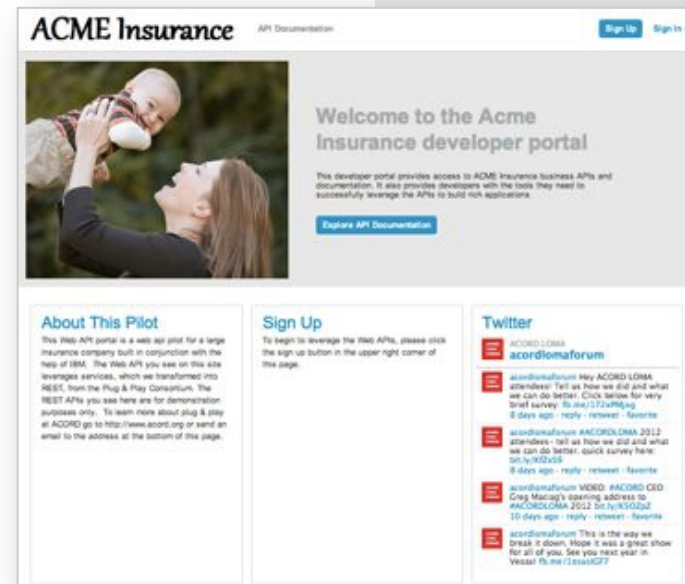 ACME Insurance
API Documentation
Sign Up
Sign In
Welcome to the Acme
Insurance developer portal
This developer portal provides access to ACME Insurance business APIs and
documentation. It also provides developers with the tools they need to
successfully leverage the APIs to build rich applications
Explore API Documentation
About This Pilot
This Web API portal is a web api pilot for a large
insurance company built in conjunction with the
help of IBM. The Web API you see on this site
leverages services, which we transformed into
REST, from the Plug & Play Consortium. The
REST APIs you see here are for demonstration
purposes only. To learn more about plug & play
at ACORD go to http://www.acord.org or send an
email to the address at the bottom of this page.
Sign Up
To begin to leverage the Web APIs, please click
the sign up button in the upper right corner of
this page.
Twitter
ACORD LOMA
acordlomaforum
acordlomaforum Hey ACORD LOMA
attendees! Tell us how we did and what
we can do better. Click below for very
brief survey.
8 days ago · reply · retweet · favorite
acordlomaforum #ACORDLOMA 2012
attendees- tell us how we did and what
we can do better. quick survey here:
8 days ago · reply · retweet · favorite
acordlomaforum VIDEO: #ACORD CEO
Greg Maciag's opening address to
#ACORDLOMA 2012
10 days ago · reply · retweet · favorite
acordlomaforum This is the way we
break it down. Hope it was a great show
for all of you. See you next year in
Vegas!